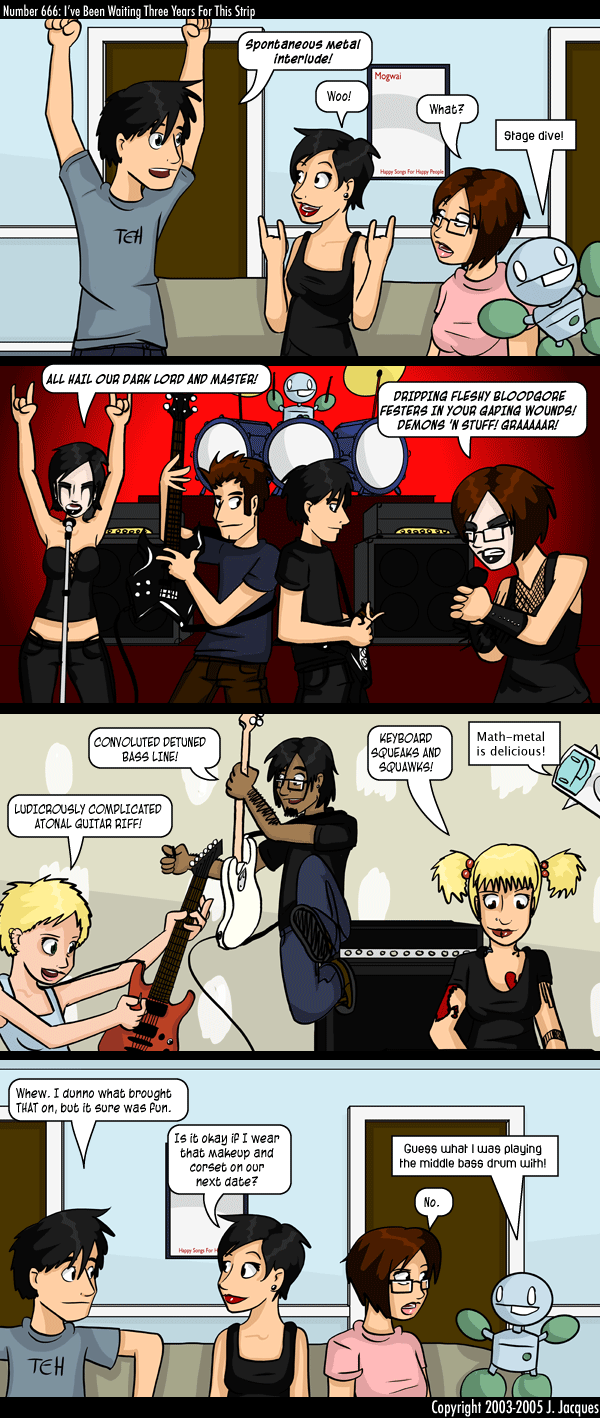 Number 666: I've Been Waiting Three Years For This Strip
Spontaneous metal
interlude!
Woo!
Mogwai
Happy Songs For Happy People
What?
Stage dive!
TEH
ALL HAIL OUR DARK LORD AND MASTER!
DRIPPING FLESHY BLOODGORE
FESTERS IN YOUR GAPING WOUNDS!
DEMONS 'N STUFF! GRAAAAAR!
CONVOLUTED DETUNED
BASS LINE!
LUDICROUSLY COMPLICATED
ATONAL GUITAR RIFF!
KEYBOARD
SQUEAKS AND
SQUAWKS!
Math-metal
is delicious!
Whew. I dunno what brought
THAT on, but it sure was fun.
Is it okay if I wear
that makeup and
corset on our
next date?
Happy Songs For H
No.
Guess what I was playing
the middle bass drum with!
TEH
Copyright 2003-2005 J. Jacques